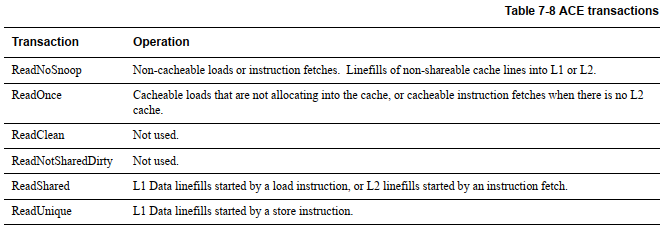 Table 7-8 ACE transactions
Transaction Operation
ReadNoSnoop Non-cacheable loads or instruction fetches. Linefills of non-shareable cache lines into L1 or L2.
ReadOnce Cacheable loads that are not allocating into the cache, or cacheable instruction fetches when there is no L2
cache.
ReadClean Not used.
ReadNotSharedDirty Not used.
ReadShared L1 Data linefills started by a load instruction, or L2 linefills started by an instruction fetch.
ReadUnique L1 Data linefills started by a store instruction.